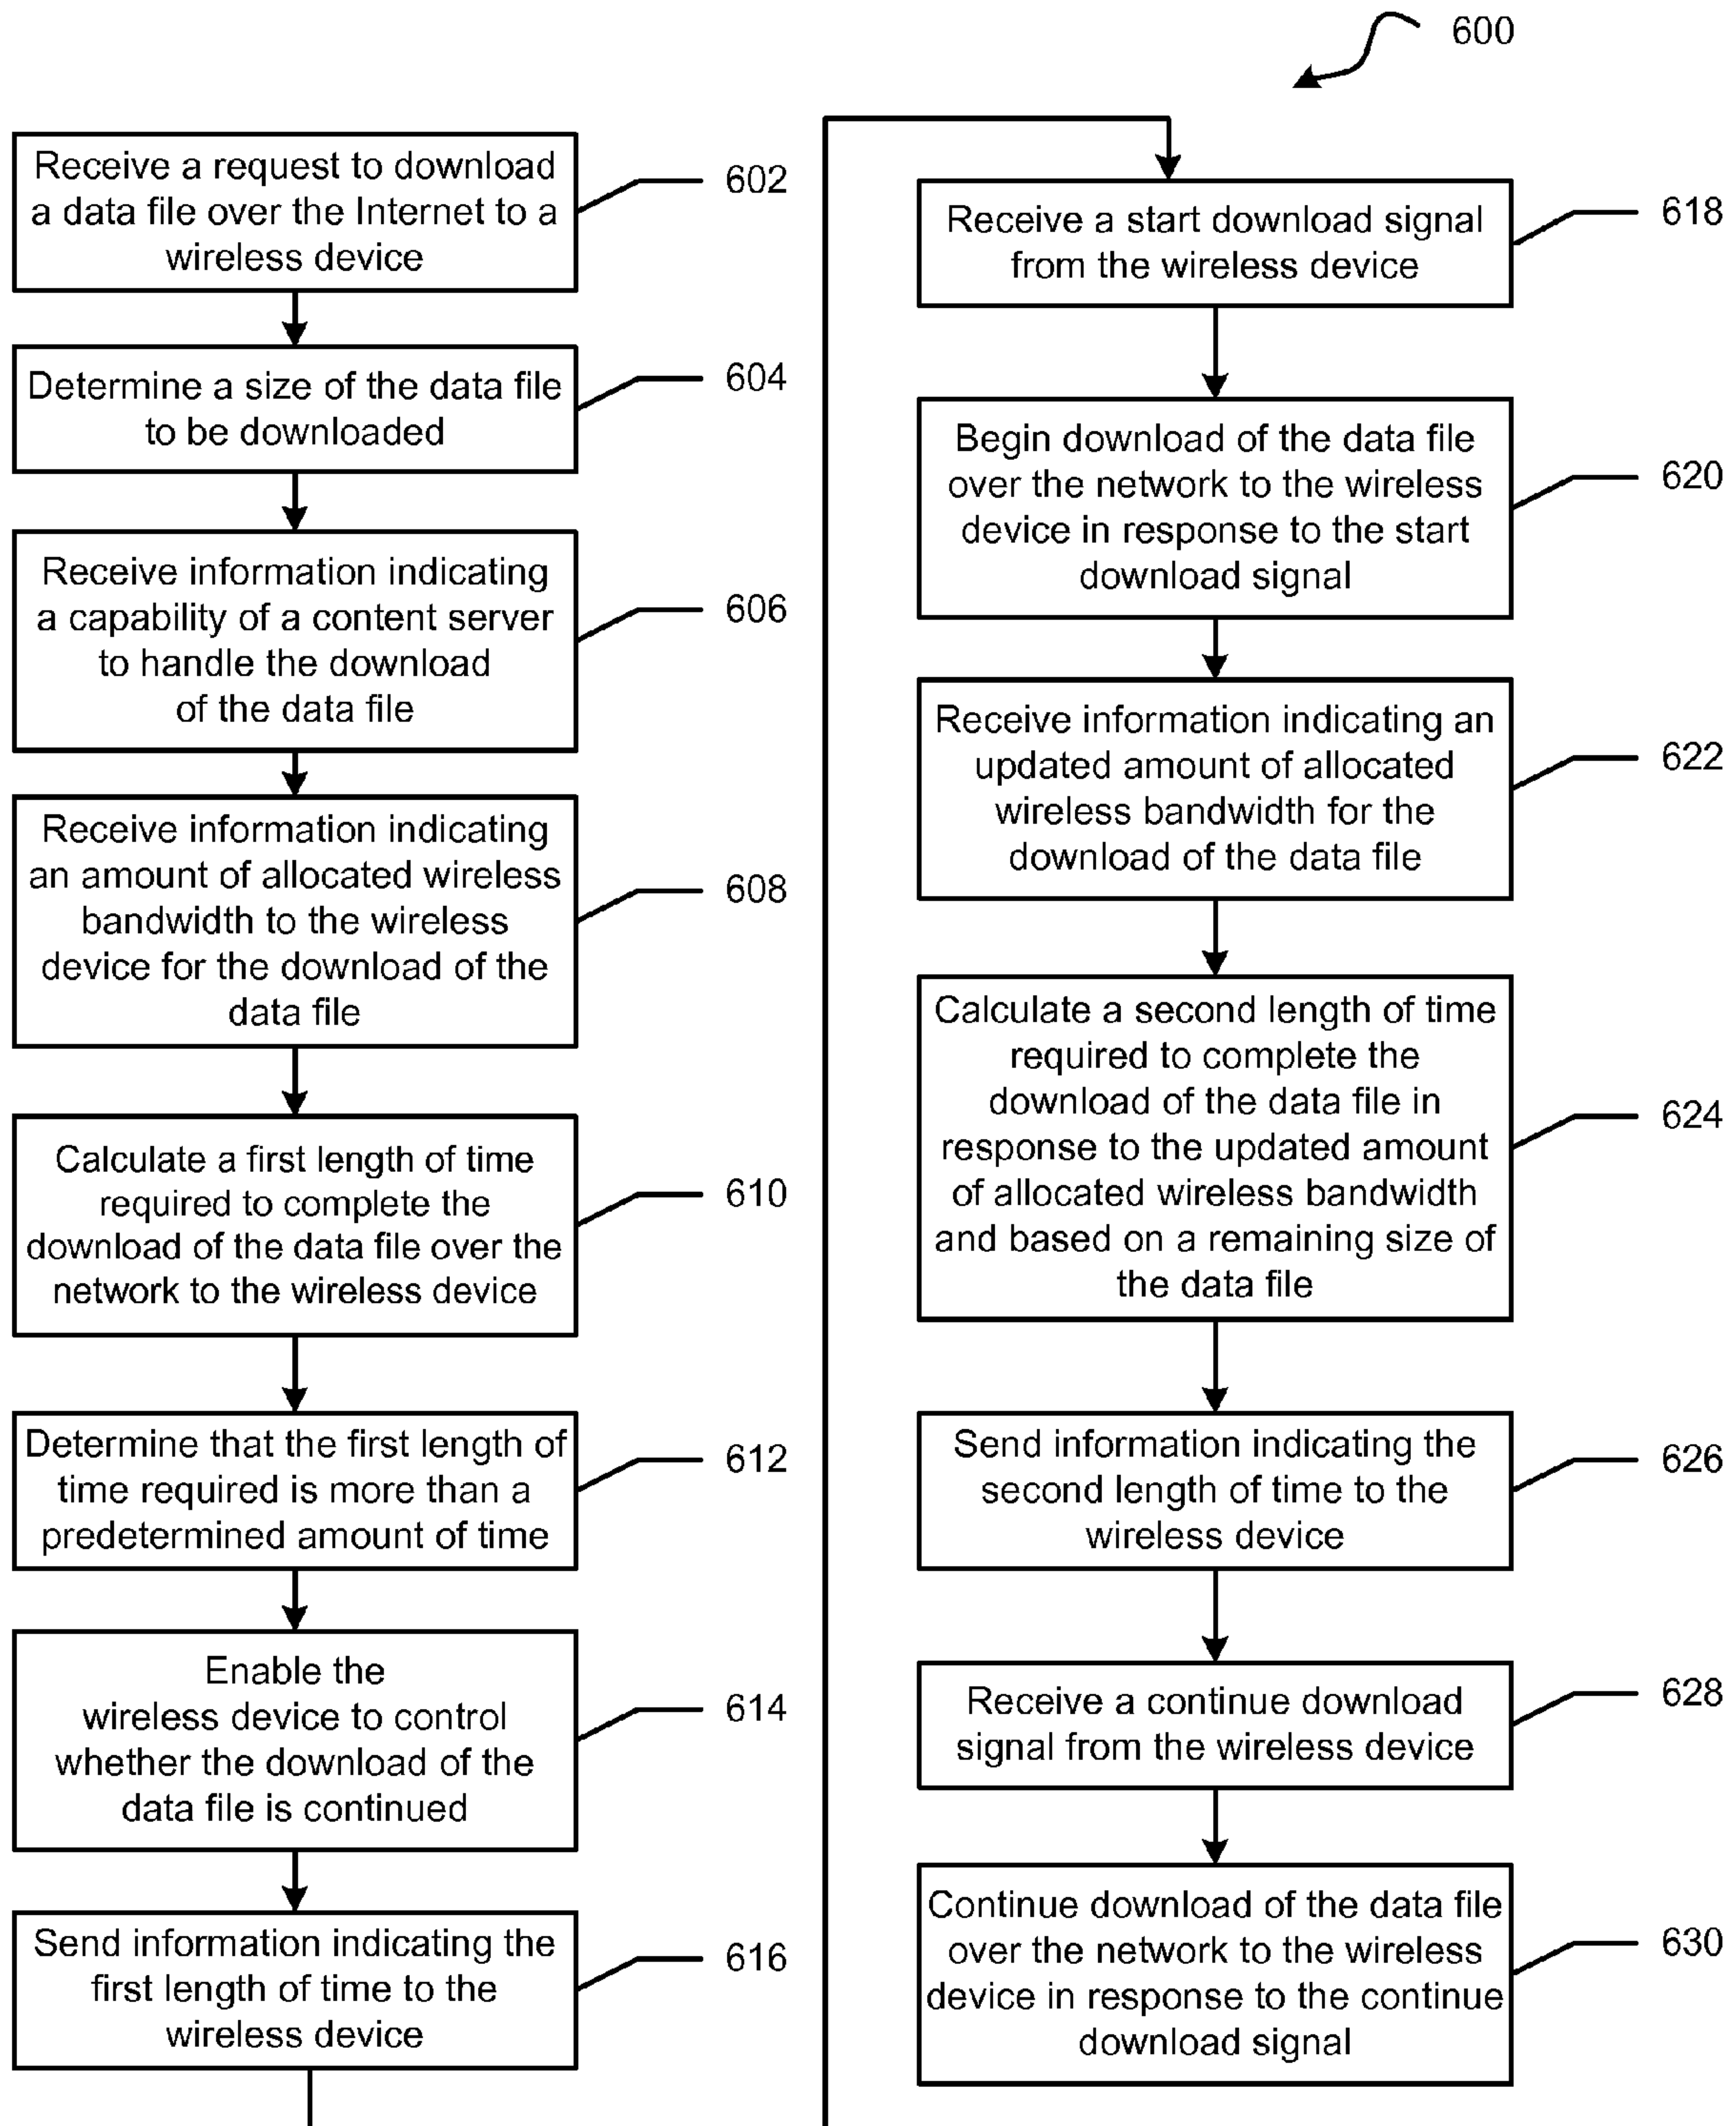 600
Receive a request to download
a data file over the Internet to a
wireless device
602
Determine a size of the data file
to be downloaded
604
Receive information indicating
a capability of a content server
to handle the download
of the data file
606
Receive information indicating
an amount of allocated wireless
bandwidth to the wireless
device for the download of the
data file
608
Calculate a first length of time
required to complete the
download of the data file over the
network to the wireless device
610
Determine that the first length of
time required is more than a
predetermined amount of time
612
Enable the
wireless device to control
whether the download of the
data file is continued
614
Send information indicating the
first length of time to the
wireless device
616
Receive a start download signal
from the wireless device
618
Begin download of the data file
over the network to the wireless
device in response to the start
download signal
620
Receive information indicating an
updated amount of allocated
wireless bandwidth for the
download of the data file
622
Calculate a second length of time
required to complete the
download of the data file in
response to the updated amount
of allocated wireless bandwidth
and based on a remaining size of
the data file
624
Send information indicating the
second length of time to the
wireless device
626
Receive a continue download
signal from the wireless device
628
Continue download of the data file
over the network to the wireless
device in response to the continue
download signal
630